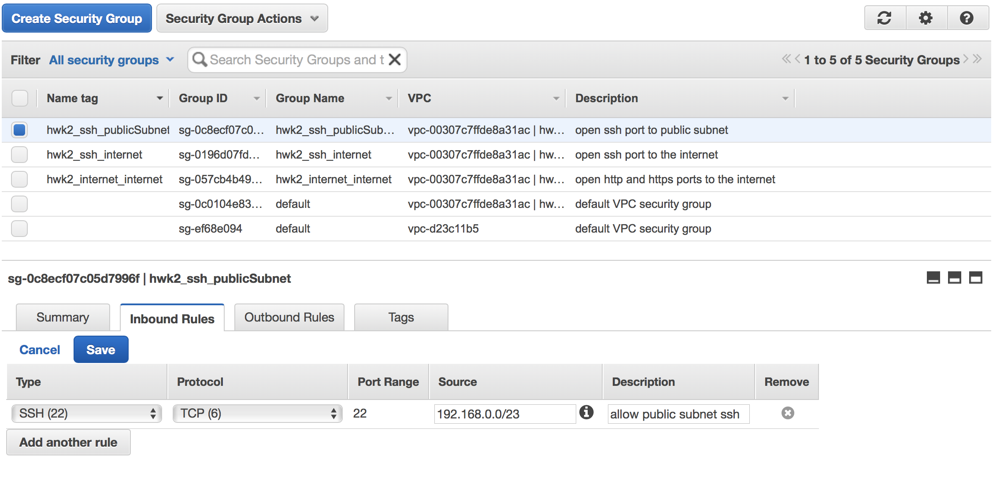 Create Security Group Security Group Actions
Filter All security groups Search Security Groups and t 1 to 5 of 5 Security Groups
Name tag Group ID Group Name VPC Description
hwk2_ssh_publicSubnet sg-0c8ecf07c0... hwk2_ssh_publicSub... vpc-00307c7ffde8a31ac | hw... open ssh port to public subnet
hwk2_ssh_internet sg-0196d07fd... hwk2_ssh_internet vpc-00307c7ffde8a31ac | hw... open ssh port to the internet
hwk2_internet_internet sg-057cb4b49... hwk2_internet_internet vpc-00307c7ffde8a31ac | hw... open http and https ports to the internet
sg-0c0104e83... default vpc-00307c7ffde8a31ac | hw... default VPC security group
sg-ef68e094 default vpc-d23c11b5 default VPC security group
sg-0c8ecf07c05d7996f | hwk2_ssh_publicSubnet
Summary Inbound Rules Outbound Rules Tags
Cancel Save
Type Protocol Port Range Source Description Remove
SSH (22) TCP (6) 22 192.168.0.0/23 allow public subnet ssh
Add another rule